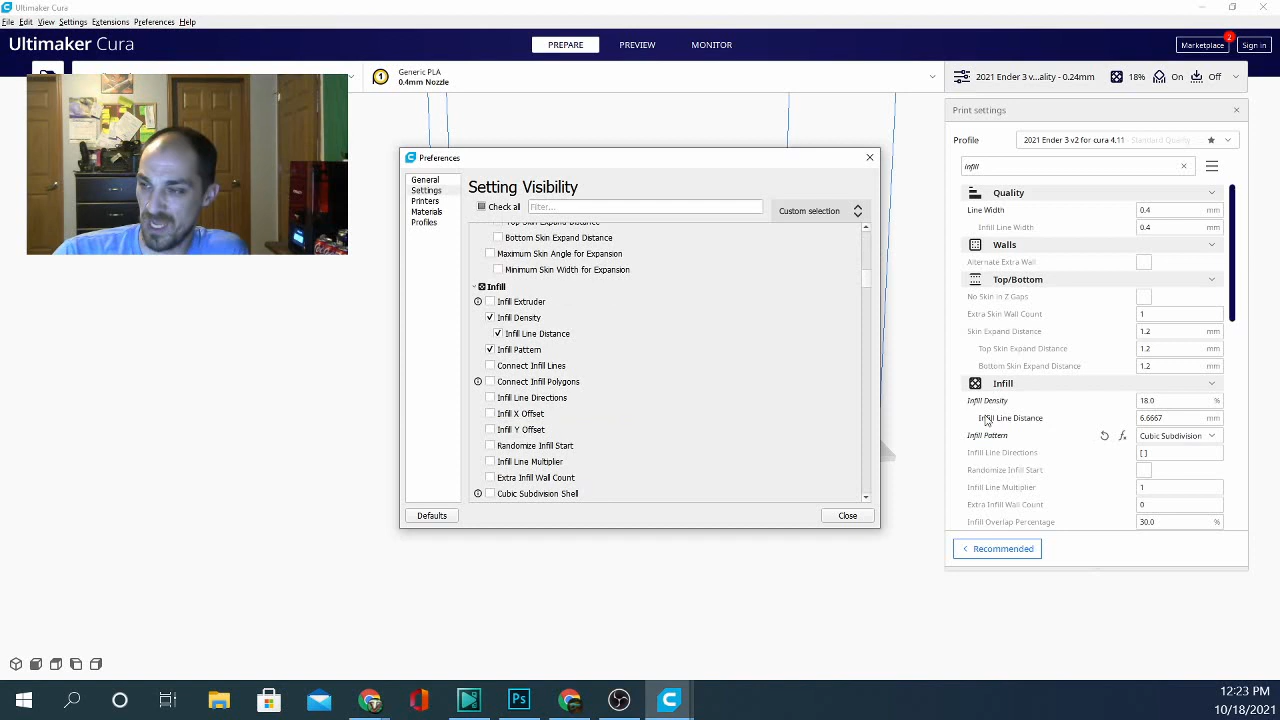 Ultimaker Cura
File Edit View Settings Extensions Preferences Help
Ultimaker Cura
PREPARE PREVIEW MONITOR
Marketplace 2 Sign in
1 Generic PLA
0.4mm Nozzle
2021 Ender 3 v...ality - 0.24mm 18% On Off
Print settings
Profile 2021 Ender 3 v2 for cura 4.11 - Standard Quality
infill
Quality
Line Width 0.4 mm
Infill Line Width 0.4 mm
Walls
Alternate Extra Wall
Top/Bottom
No Skin in Z Gaps
Extra Skin Wall Count 1
Skin Expand Distance 1.2 mm
Top Skin Expand Distance 1.2 mm
Bottom Skin Expand Distance 1.2 mm
Infill
Infill Density 18.0 %
Infill Line Distance 6.6667 mm
Infill Pattern Cubic Subdivision
Infill Line Directions [ ]
Randomize Infill Start
Infill Line Multiplier 1
Extra Infill Wall Count 0
Infill Overlap Percentage 30.0 %
Recommended
Preferences
General
Settings
Printers
Materials
Profiles
Setting Visibility
Check all Filter... Custom selection
Top Skin Expand Distance
Bottom Skin Expand Distance
Maximum Skin Angle for Expansion
Minimum Skin Width for Expansion
Infill
Infill Extruder
Infill Density
Infill Line Distance
Infill Pattern
Connect Infill Lines
Connect Infill Polygons
Infill Line Directions
Infill X Offset
Infill Y Offset
Randomize Infill Start
Infill Line Multiplier
Extra Infill Wall Count
Cubic Subdivision Shell
Defaults Close
Ps
12:23 PM
10/18/2021